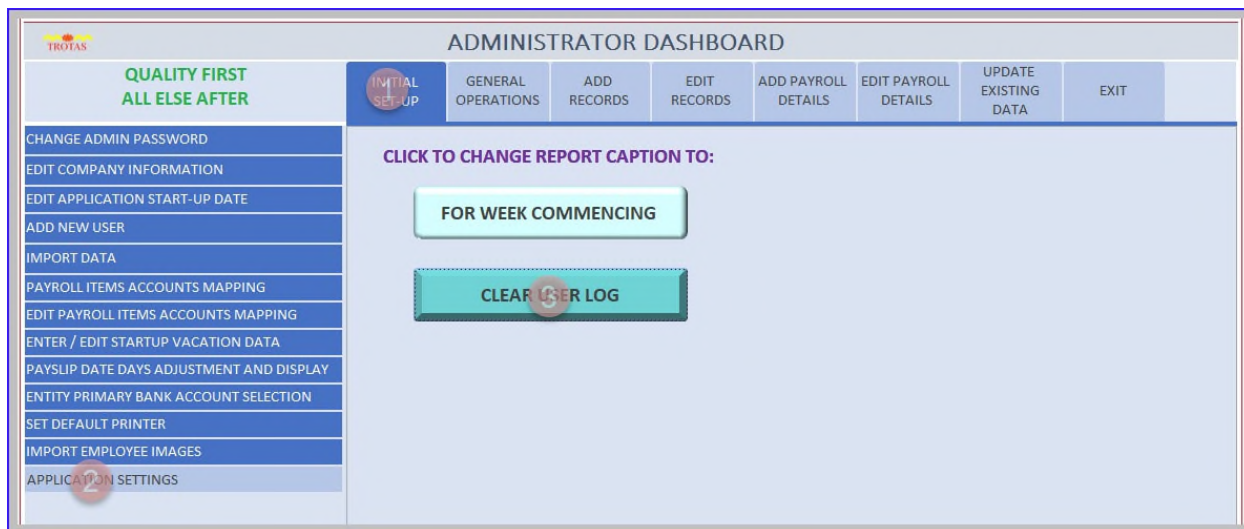 TROTAS
ADMINISTRATOR DASHBOARD
QUALITY FIRST
ALL ELSE AFTER
INITIAL
SET-UP
1
GENERAL
OPERATIONS
ADD
RECORDS
EDIT
RECORDS
ADD PAYROLL
DETAILS
EDIT PAYROLL
DETAILS
UPDATE
EXISTING
DATA
EXIT
CHANGE ADMIN PASSWORD
EDIT COMPANY INFORMATION
EDIT APPLICATION START-UP DATE
ADD NEW USER
IMPORT DATA
PAYROLL ITEMS ACCOUNTS MAPPING
EDIT PAYROLL ITEMS ACCOUNTS MAPPING
ENTER / EDIT STARTUP VACATION DATA
PAYSLIP DATE DAYS ADJUSTMENT AND DISPLAY
ENTITY PRIMARY BANK ACCOUNT SELECTION
SET DEFAULT PRINTER
IMPORT EMPLOYEE IMAGES
APPLICATION SETTINGS
2
CLICK TO CHANGE REPORT CAPTION TO:
FOR WEEK COMMENCING
CLEAR USER LOG
3